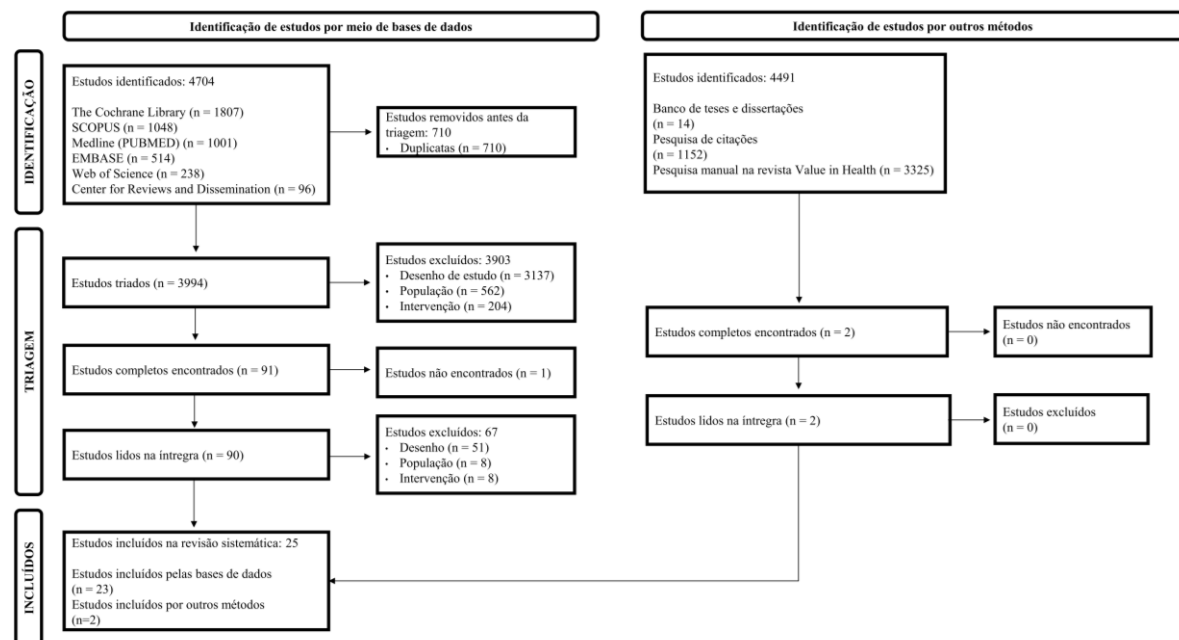 Identificação de estudos por meio de bases de dados
Identificação de estudos por outros métodos
IDENTIFICAÇÃO
Estudos identificados: 4704
The Cochrane Library (n = 1807)
SCOPUS (n = 1048)
Medline (PUBMED) (n = 1001)
EMBASE (n = 514)
Web of Science (n = 238)
Center for Reviews and Dissemination (n = 96)
Estudos removidos antes da
triagem: 710
• Duplicatas (n = 710)
Estudos identificados: 4491
Banco de teses e dissertações
(n = 14)
Pesquisa de citações
(n = 1152)
Pesquisa manual na revista Value in Health (n = 3325)
TRIAGEM
Estudos triados (n = 3994)
Estudos excluídos: 3903
• Desenho de estudo (n = 3137)
• População (n = 562)
• Intervenção (n = 204)
Estudos completos encontrados (n = 91)
Estudos não encontrados (n = 1)
Estudos completos encontrados (n = 2)
Estudos não encontrados
(n = 0)
Estudos lidos na íntregra (n = 90)
Estudos excluídos: 67
• Desenho (n = 51)
• População (n = 8)
• Intervenção (n = 8)
Estudos lidos na íntregra (n = 2)
Estudos excluídos
(n = 0)
INCLUÍDOS
Estudos incluídos na revisão sistemática: 25
Estudos incluídos pelas bases de dados
(n = 23)
Estudos incluídos por outros métodos
(n=2)